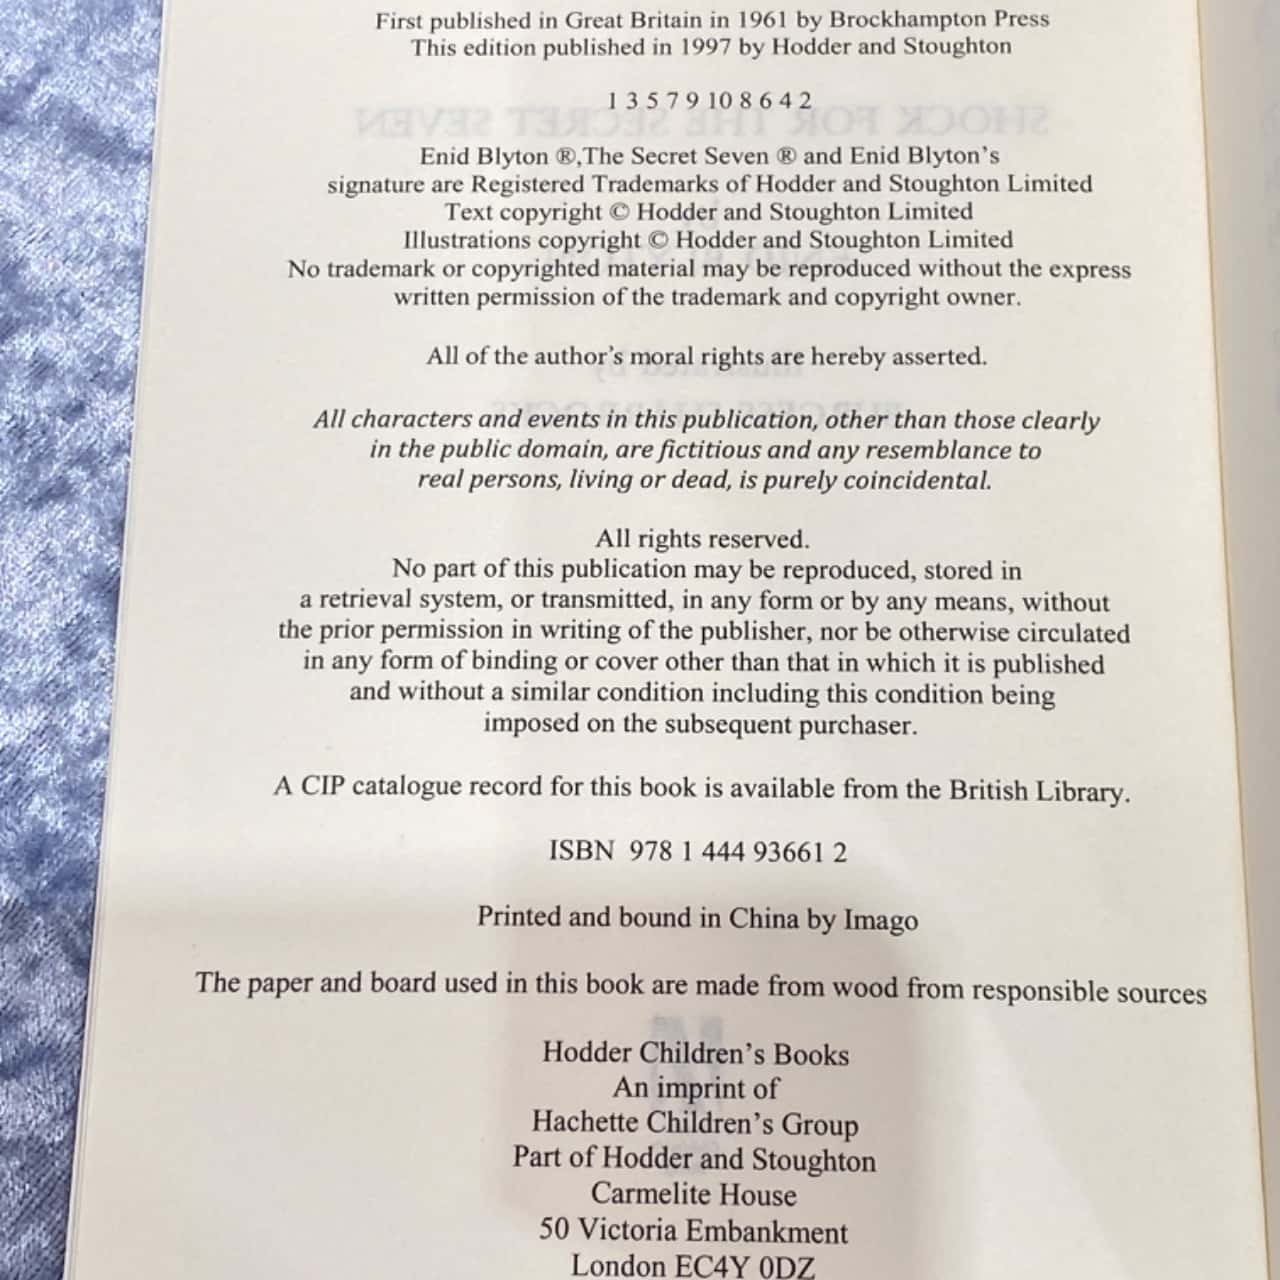 First published in Great Britain in 1961 by Brockhampton Press
This edition published in 1997 by Hodder and Stoughton
1 3 5 7 9 10 8 6 4 2
SHOCK FOR THE SECRET SEVEN
Enid Blyton ®,The Secret Seven ® and Enid Blyton’s
signature are Registered Trademarks of Hodder and Stoughton Limited
Text copyright © Hodder and Stoughton Limited
Illustrations copyright © Hodder and Stoughton Limited
No trademark or copyrighted material may be reproduced without the express
written permission of the trademark and copyright owner.
All of the author’s moral rights are hereby asserted.
All characters and events in this publication, other than those clearly
in the public domain, are fictitious and any resemblance to
real persons, living or dead, is purely coincidental.
All rights reserved.
No part of this publication may be reproduced, stored in
a retrieval system, or transmitted, in any form or by any means, without
the prior permission in writing of the publisher, nor be otherwise circulated
in any form of binding or cover other than that in which it is published
and without a similar condition including this condition being
imposed on the subsequent purchaser.
A CIP catalogue record for this book is available from the British Library.
ISBN 978 1 444 93661 2
Printed and bound in China by Imago
The paper and board used in this book are made from wood from responsible sources
Hodder Children’s Books
An imprint of
Hachette Children’s Group
Part of Hodder and Stoughton
Carmelite House
50 Victoria Embankment
London EC4Y 0DZ